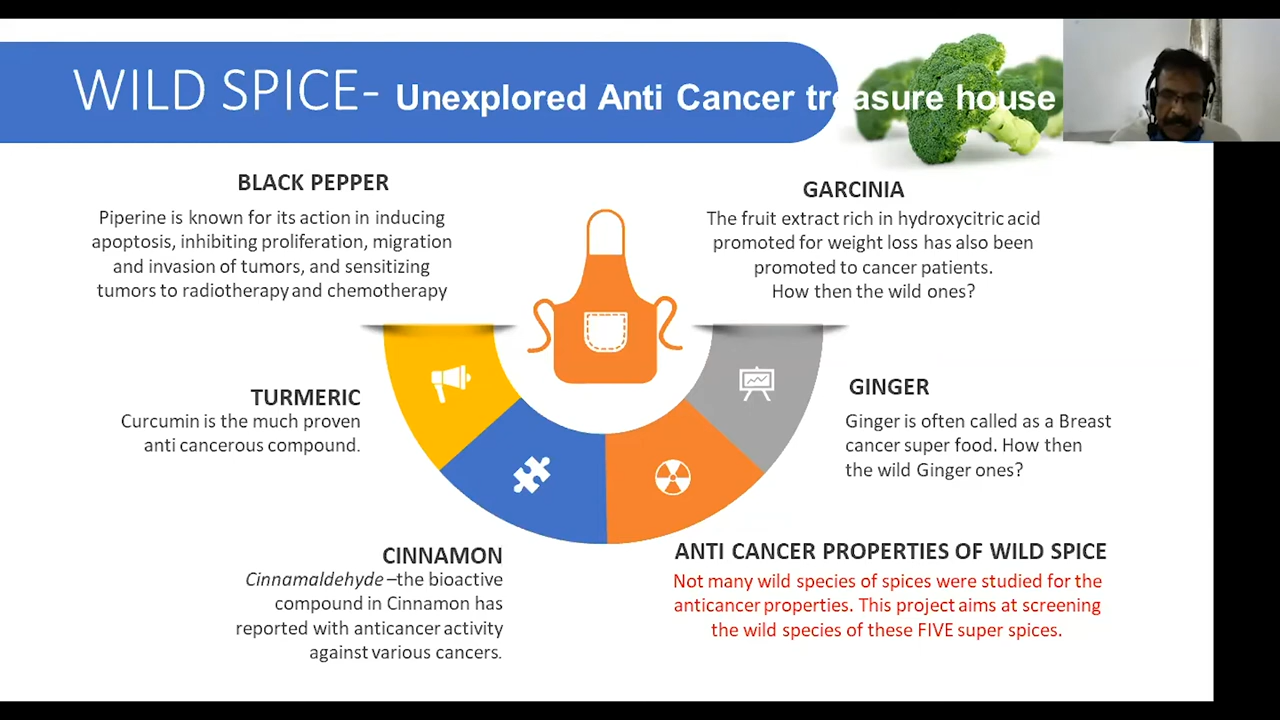 WILD SPICE- Unexplored Anti Cancer treasure house
BLACK PEPPER
Piperine is known for its action in inducing
apoptosis, inhibiting proliferation, migration
and invasion of tumors, and sensitizing
tumors to radiotherapy and chemotherapy
GARCINIA
The fruit extract rich in hydroxycitric acid
promoted for weight loss has also been
promoted to cancer patients.
How then the wild ones?
TURMERIC
Curcumin is the much proven
anti cancerous compound.
GINGER
Ginger is often called as a Breast
cancer super food. How then
the wild Ginger ones?
CINNAMON
Cinnamaldehyde –the bioactive
compound in Cinnamon has
reported with anticancer activity
against various cancers.
ANTI CANCER PROPERTIES OF WILD SPICE
Not many wild species of spices were studied for the
anticancer properties. This project aims at screening
the wild species of these FIVE super spices.